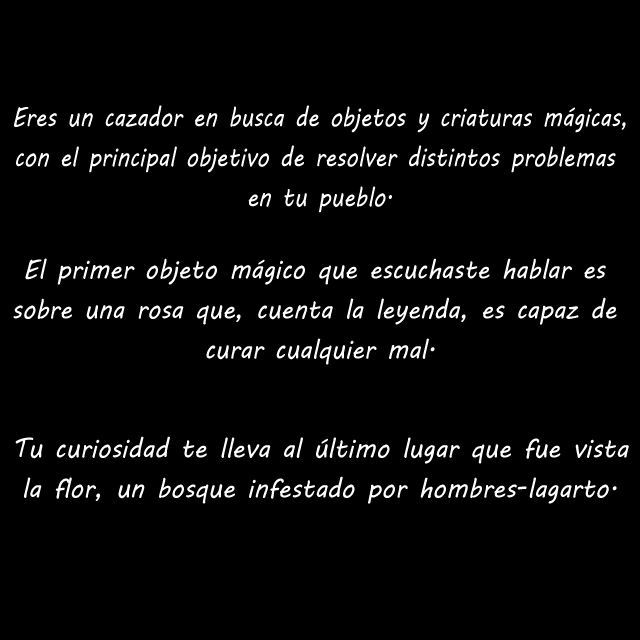 Eres un cazador en busca de objetos y criaturas mágicas,
con el principal objetivo de resolver distintos problemas
en tu pueblo.
El primer objeto mágico que escuchaste hablar es
sobre una rosa que, cuenta la leyenda, es capaz de
curar cualquier mal.
Tu curiosidad te lleva al último lugar que fue vista
la flor, un bosque infestado por hombres-lagarto.